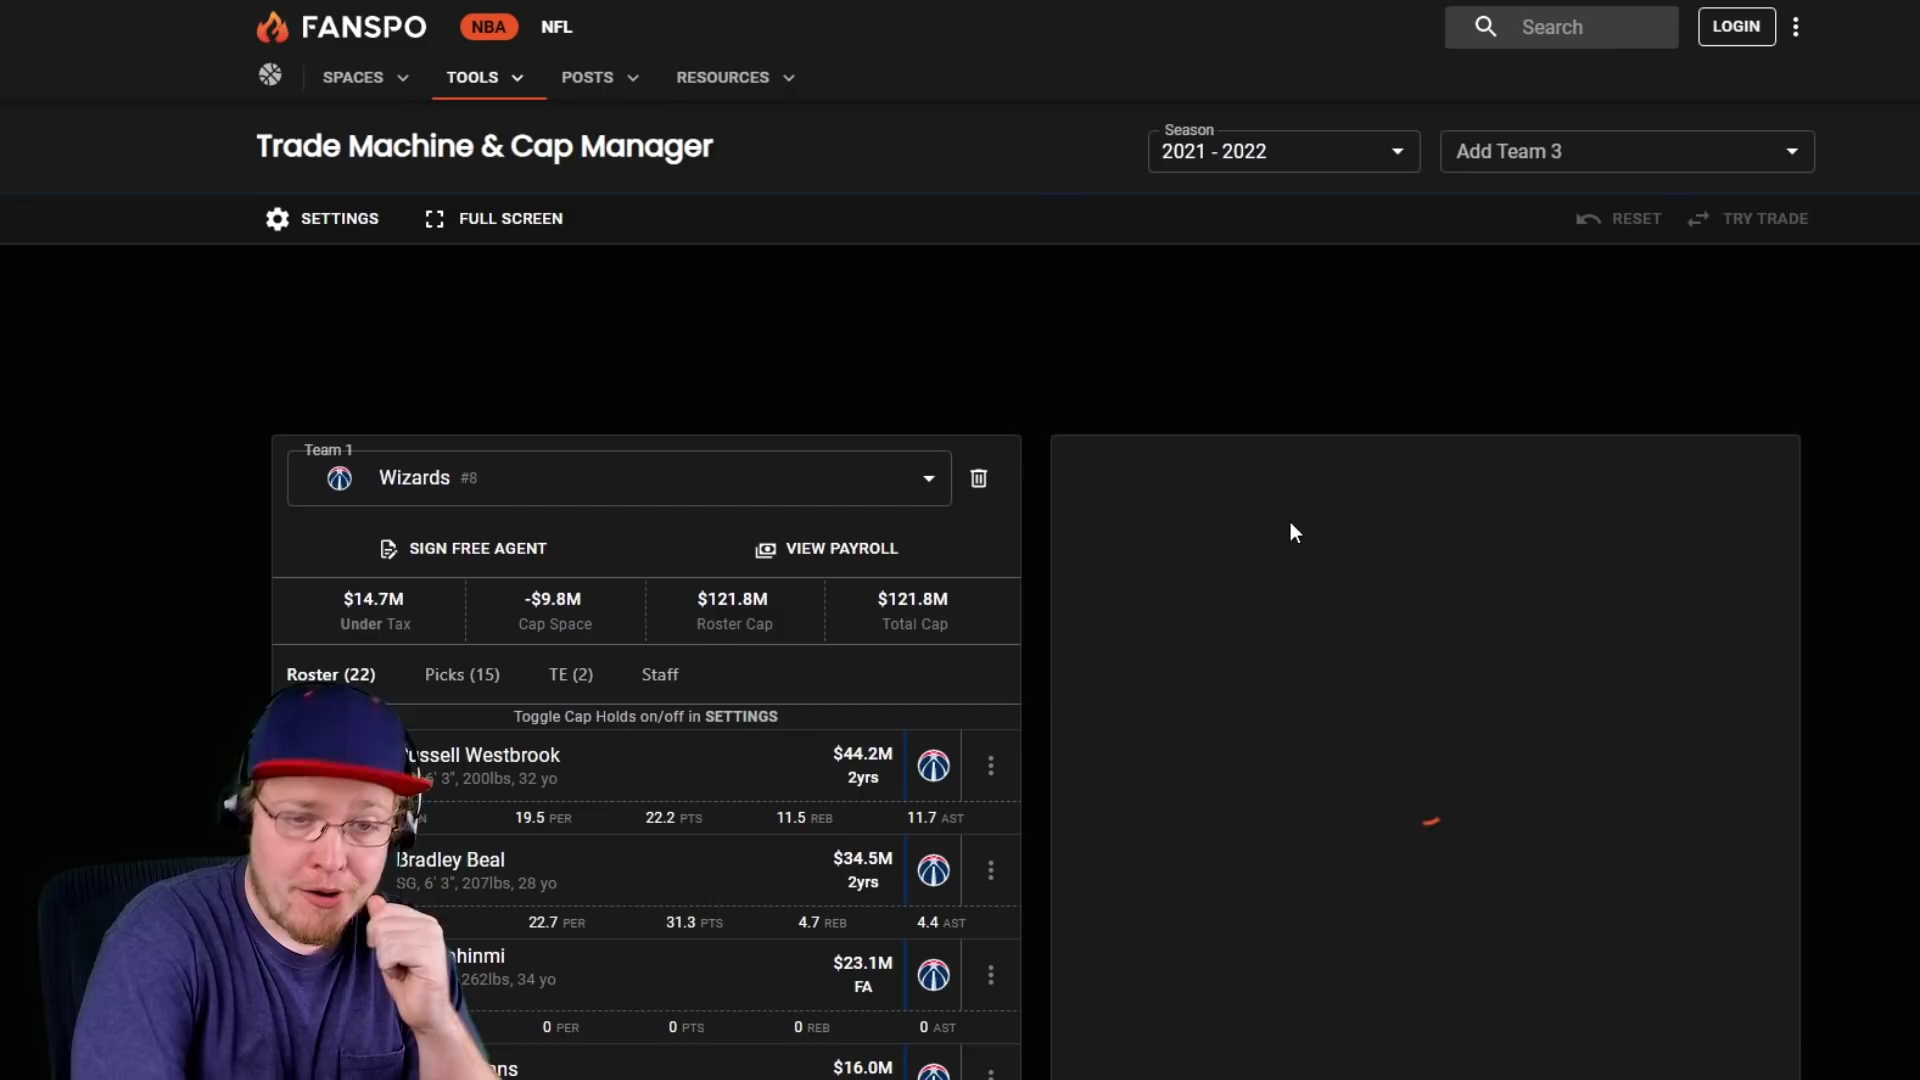 FANSPO NBA NFL Search LOGIN
SPACES TOOLS POSTS RESOURCES
Trade Machine & Cap Manager
Season
2021 - 2022
Add Team 3
SETTINGS FULL SCREEN RESET TRY TRADE
Team 1
Wizards #8
SIGN FREE AGENT VIEW PAYROLL
$14.7M -$9.8M $121.8M $121.8M
Under Tax Cap Space Roster Cap Total Cap
Roster (22) Picks (15) TE (2) Staff
Toggle Cap Holds on/off in SETTINGS
ussell Westbrook $44.2M
6' 3", 200lbs, 32 yo 2yrs
N 19.5 PER 22.2 PTS 11.5 REB 11.7 AST
Bradley Beal $34.5M
SG, 6' 3", 207lbs, 28 yo 2yrs
22.7 PER 31.3 PTS 4.7 REB 4.4 AST
hinmi $23.1M
262lbs, 34 yo FA
0 PER 0 PTS 0 REB 0 AST
ns $16.0M